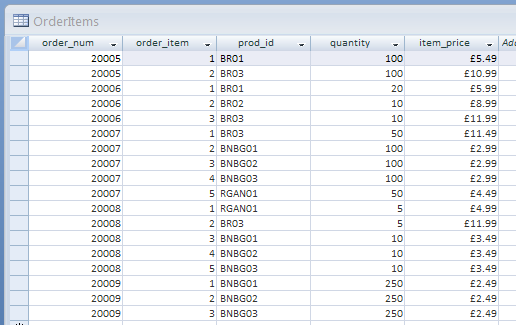 OrderItems
order_num order_item prod_id quantity item_price Add
20005 1 BR01 100 £5.49
20005 2 BR03 100 £10.99
20006 1 BR01 20 £5.99
20006 2 BR02 10 £8.99
20006 3 BR03 10 £11.99
20007 1 BR03 50 £11.49
20007 2 BNBG01 100 £2.99
20007 3 BNBG02 100 £2.99
20007 4 BNBG03 100 £2.99
20007 5 RGAN01 50 £4.49
20008 1 RGAN01 5 £4.99
20008 2 BR03 5 £11.99
20008 3 BNBG01 10 £3.49
20008 4 BNBG02 10 £3.49
20008 5 BNBG03 10 £3.49
20009 1 BNBG01 250 £2.49
20009 2 BNBG02 250 £2.49
20009 3 BNBG03 250 £2.49